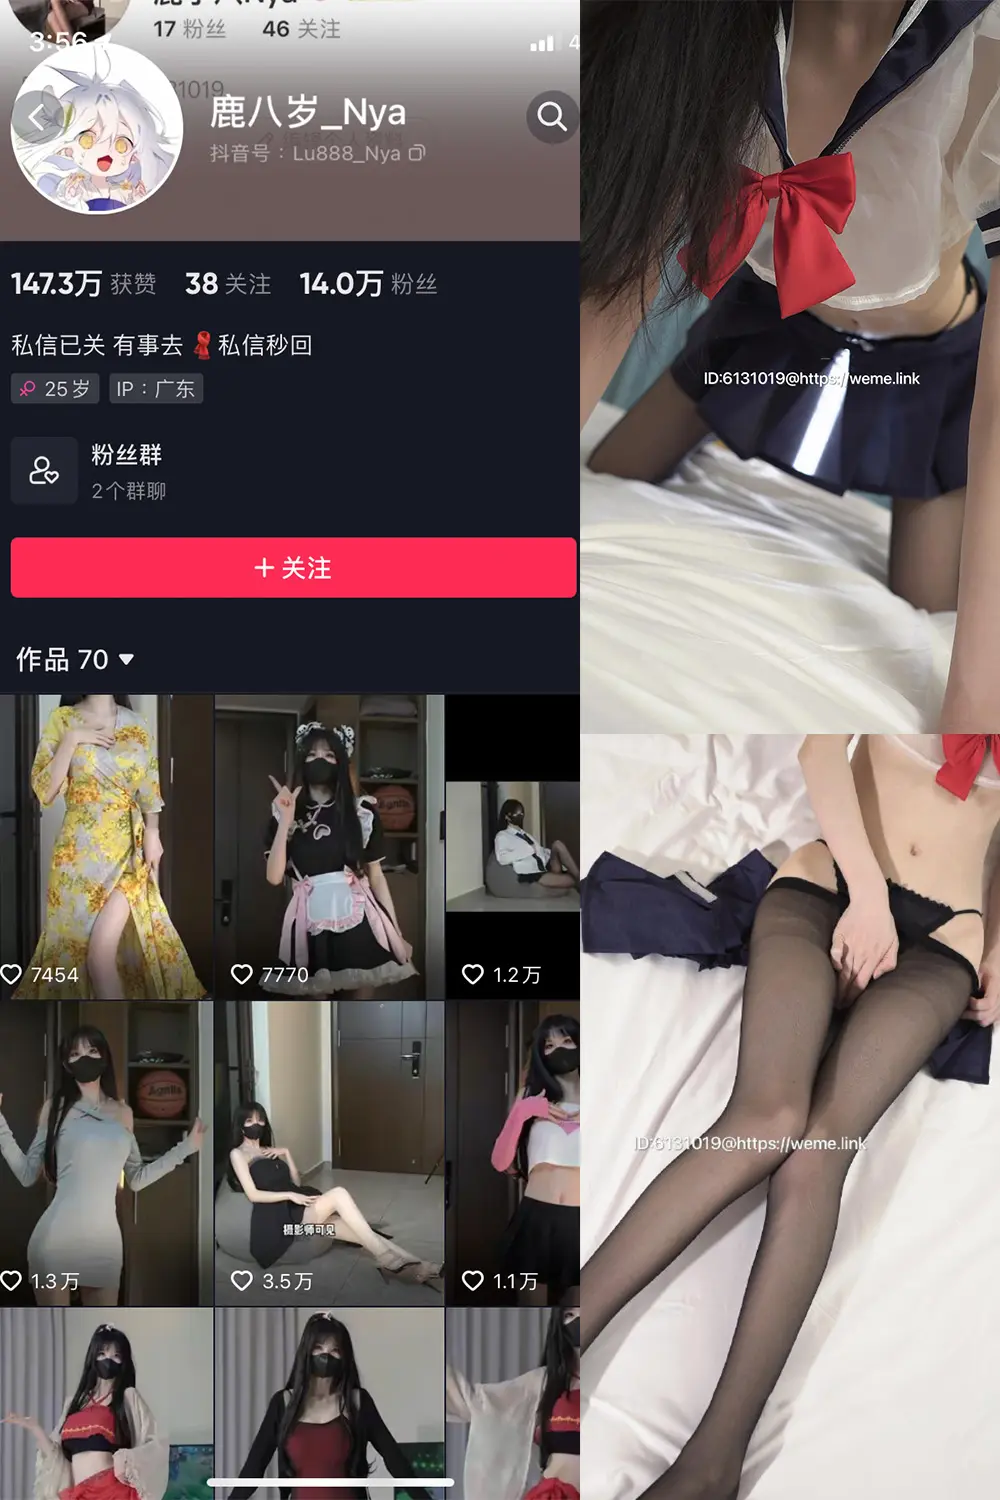 17 粉丝 46 关注
3:56
1019
鹿八岁_Nya
抖音号：Lu888_Nya
147.3万 获赞 38 关注 14.0万 粉丝
私信已关 有事去 私信秒回
25岁 IP：广东
粉丝群
2个群聊
+ 关注
作品 70
Agnits
7454 7770 1.2万
Agnits
摄影师可见
1.3万 3.5万 1.1万
ID:6131019@https://weme.link
ID:6131019@https://weme.link